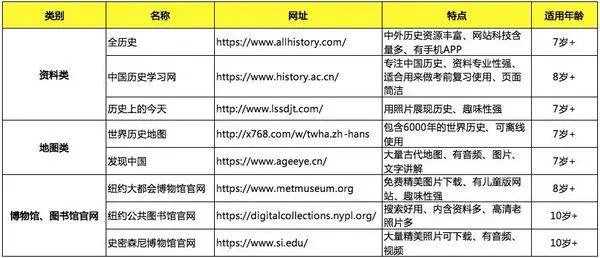 类别 名称 网址 特点 适用年龄
资料类
全历史 https://www.allhistory.com/ 中外历史资源丰富、网站科技含
量多、有手机APP 7岁+
中国历史学习网 https://www.history.ac.cn/ 专注中国历史、资料专业性强、
适合用来做考前复习使用、页面
简洁 8岁+
历史上的今天 https://www.lssdjt.com/ 用照片展现历史、趣味性强 7岁+
地图类
世界历史地图 http://x768.com/w/twha.zh-hans 包含6000年的世界历史、可离线
使用 7岁+
发现中国 https://www.ageeye.cn/ 大量古代地图、有音频、图片、
文字讲解 7岁+
博物馆、图书馆官网
纽约大都会博物馆官网 https://www.metmuseum.org 免费精美图片下载、有儿童版网
站、趣味性强 8岁+
纽约公共图书馆官网 https://digitalcollections.nypl.org/ 搜索好用、内含资料多、高清老
照片多 10岁+
史密森尼博物馆官网 https://www.si.edu/ 大量精美照片可下载、有音频、
视频 10岁+